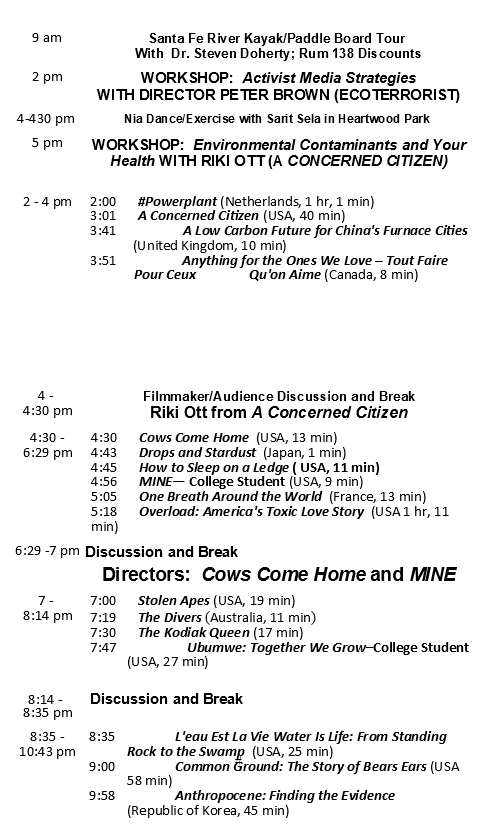 9 am Santa Fe River Kayak/Paddle Board Tour
With Dr. Steven Doherty; Rum 138 Discounts
2 pm WORKSHOP: Activist Media Strategies
WITH DIRECTOR PETER BROWN (ECOTERRORIST)
4-430 pm Nia Dance/Exercise with Sarit Sela in Heartwood Park
5 pm WORKSHOP: Environmental Contaminants and Your
Health WITH RIKI OTT (A CONCERNED CITIZEN)
2 - 4 pm 2:00 #Powerplant (Netherlands, 1 hr, 1 min)
3:01 A Concerned Citizen (USA, 40 min)
3:41 A Low Carbon Future for China's Furnace Cities
(United Kingdom, 10 min)
3:51 Anything for the Ones We Love – Tout Faire
Pour Ceux Qu'on Aime (Canada, 8 min)
4 - Filmmaker/Audience Discussion and Break
4:30 pm Riki Ott from A Concerned Citizen
4:30 - 4:30 Cows Come Home (USA, 13 min)
6:29 pm 4:43 Drops and Stardust (Japan, 1 min)
4:45 How to Sleep on a Ledge ( USA, 11 min)
4:56 MINE— College Student (USA, 9 min)
5:05 One Breath Around the World (France, 13 min)
5:18 Overload: America's Toxic Love Story (USA 1 hr, 11
min)
6:29 -7 pm Discussion and Break
Directors: Cows Come Home and MINE
7 - 7:00 Stolen Apes (USA, 19 min)
8:14 pm 7:19 The Divers (Australia, 11 min)
7:30 The Kodiak Queen (17 min)
7:47 Ubumwe: Together We Grow–College Student
(USA, 27 min)
8:14 - Discussion and Break
8:35 pm
8:35 - 8:35 L'eau Est La Vie Water Is Life: From Standing
10:43 pm Rock to the Swamp (USA, 25 min)
9:00 Common Ground: The Story of Bears Ears (USA
58 min)
9:58 Anthropocene: Finding the Evidence
(Republic of Korea, 45 min)